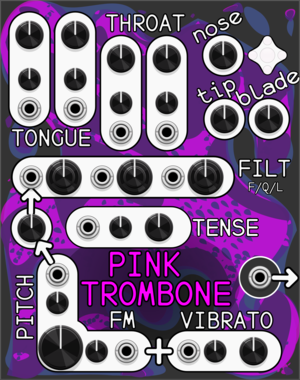 THROAT
nose
TONGUE
tip
blade
FILT
F/Q/L
TENSE
PITCH
PINK
TROMBONE
FM
VIBRATO